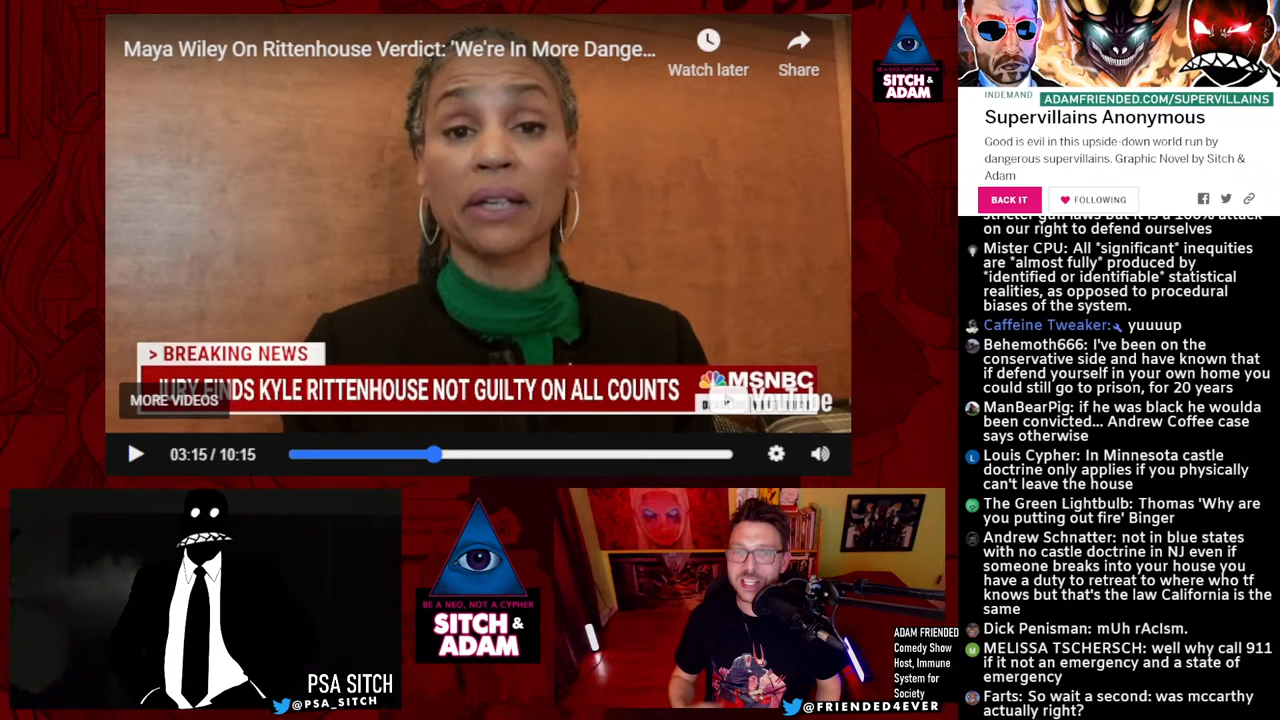 Maya Wiley On Rittenhouse Verdict: 'We're In More Dange...
Watch later
Share
> BREAKING NEWS
JURY FINDS KYLE RITTENHOUSE NOT GUILTY ON ALL COUNTS
MSNBC
YouTube
MORE VIDEOS
03:15 / 10:15
BE A NEO, NOT A CYPHER
SITCH &
ADAM
INDEMAND
ADAMFRIENDED.COM/SUPERVILLAINS
Supervillains Anonymous
Good is evil in this upside-down world run by
dangerous supervillains. Graphic Novel by Sitch &
Adam
BACK IT
FOLLOWING
stricter gun laws but it is a 100% attack
on our right to defend ourselves
Mister CPU: All *significant* inequities
are *almost fully* produced by
*identified or identifiable* statistical
realities, as opposed to procedural
biases of the system.
Caffeine Tweaker: yuuuup
Behemoth666: I've been on the
conservative side and have known that
if defend yourself in your own home you
could still go to prison, for 20 years
ManBearPig: if he was black he woulda
been convicted... Andrew Coffee case
says otherwise
Louis Cypher: In Minnesota castle
doctrine only applies if you physically
can't leave the house
The Green Lightbulb: Thomas 'Why are
you putting out fire' Binger
Andrew Schnatter: not in blue states
with no castle doctrine in NJ even if
someone breaks into your house you
have a duty to retreat to where who tf
knows but that's the law California is the
same
Dick Penisman: mUh rAcIsm.
MELISSA TSCHERSCH: well why call 911
if it not an emergency and a state of
emergency
Farts: So wait a second: was mccarthy
actually right?
PSA SITCH
@PSA_SITCH
BE A NEO, NOT A CYPHER
SITCH &
ADAM
ADAM FRIENDED
Comedy Show
Host, Immune
System for
Society
@FRIENDED4EVER